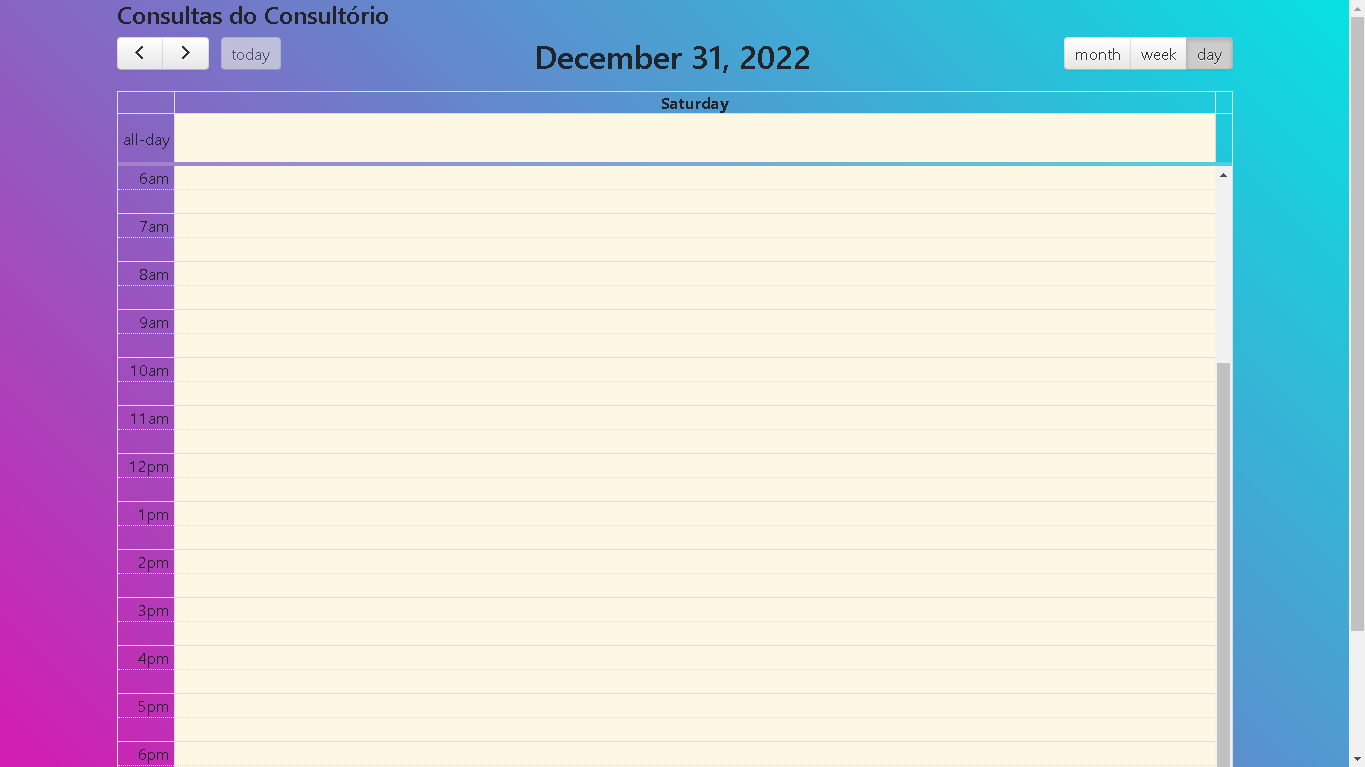 Consultas do Consultório
today
December 31, 2022
month week day
Saturday
all-day
6am
7am
8am
9am
10am
11am
12pm
1pm
2pm
3pm
4pm
5pm
6pm